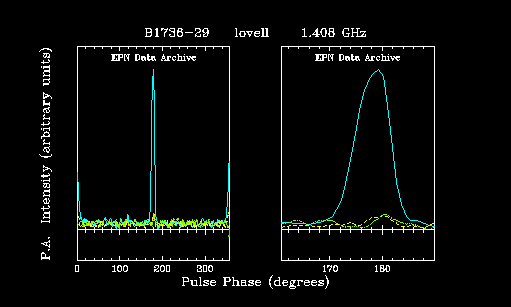 B1736-29 lovell 1.408 GHz
EPN Data Archive
EPN Data Archive
P.A. Intensity (arbitrary units)
0 100 200 300
170 180
Pulse Phase (degrees)